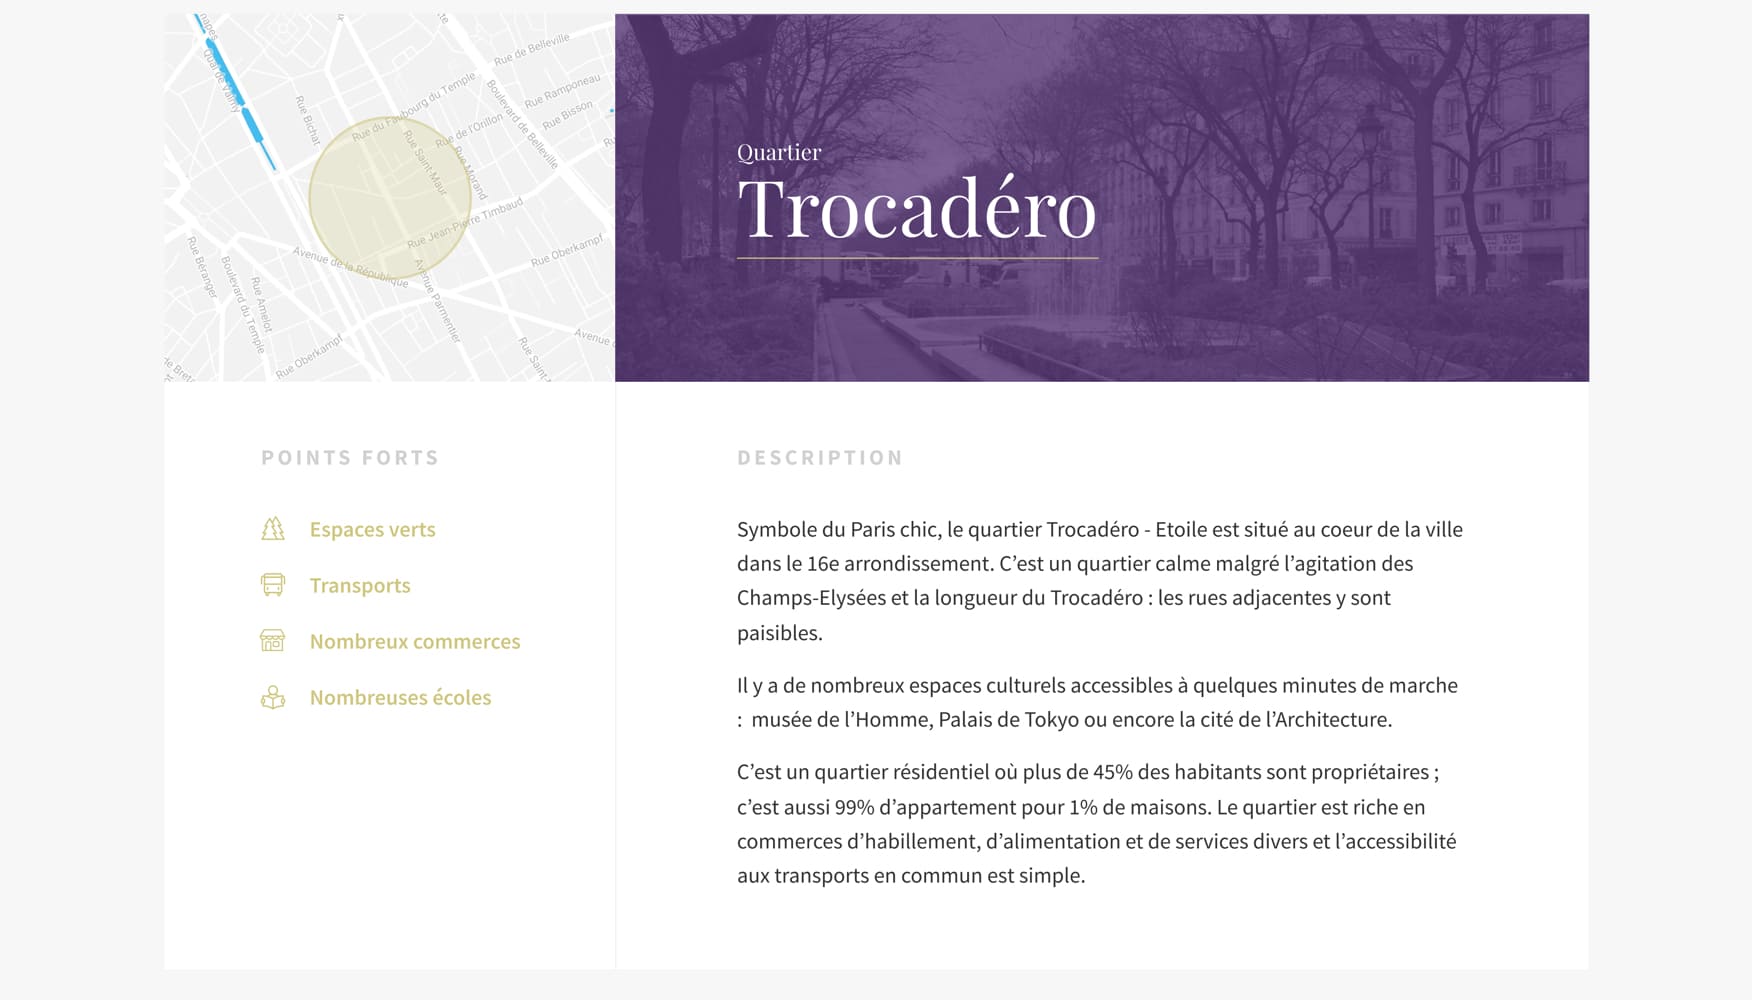 Quai de Valmy
Rue Bichat
Rue du Faubourg du Temple
Rue de Belleville
Boulevard de Belleville
Rue Ramponeau
Rue Bisson
Rue de l'Orillon
Rue Saint-Maur
Rue Morand
Rue Jean-Pierre Timbaud
Avenue de la République
Rue Oberkampf
Avenue Parmentier
Rue Béranger
Boulevard du Temple
Rue Amelot
Rue Oberkampf
Rue Saint-
Avenue
Quartier
Trocadéro
POINTS FORTS
Espaces verts
Transports
Nombreux commerces
Nombreuses écoles
DESCRIPTION
Symbole du Paris chic, le quartier Trocadéro - Etoile est situé au coeur de la ville
dans le 16e arrondissement. C’est un quartier calme malgré l’agitation des
Champs-Elysées et la longueur du Trocadéro : les rues adjacentes y sont
paisibles.
Il y a de nombreux espaces culturels accessibles à quelques minutes de marche
:  musée de l’Homme, Palais de Tokyo ou encore la cité de l’Architecture.
C’est un quartier résidentiel où plus de 45% des habitants sont propriétaires ;
c’est aussi 99% d’appartement pour 1% de maisons. Le quartier est riche en
commerces d’habillement, d’alimentation et de services divers et l’accessibilité
aux transports en commun est simple.